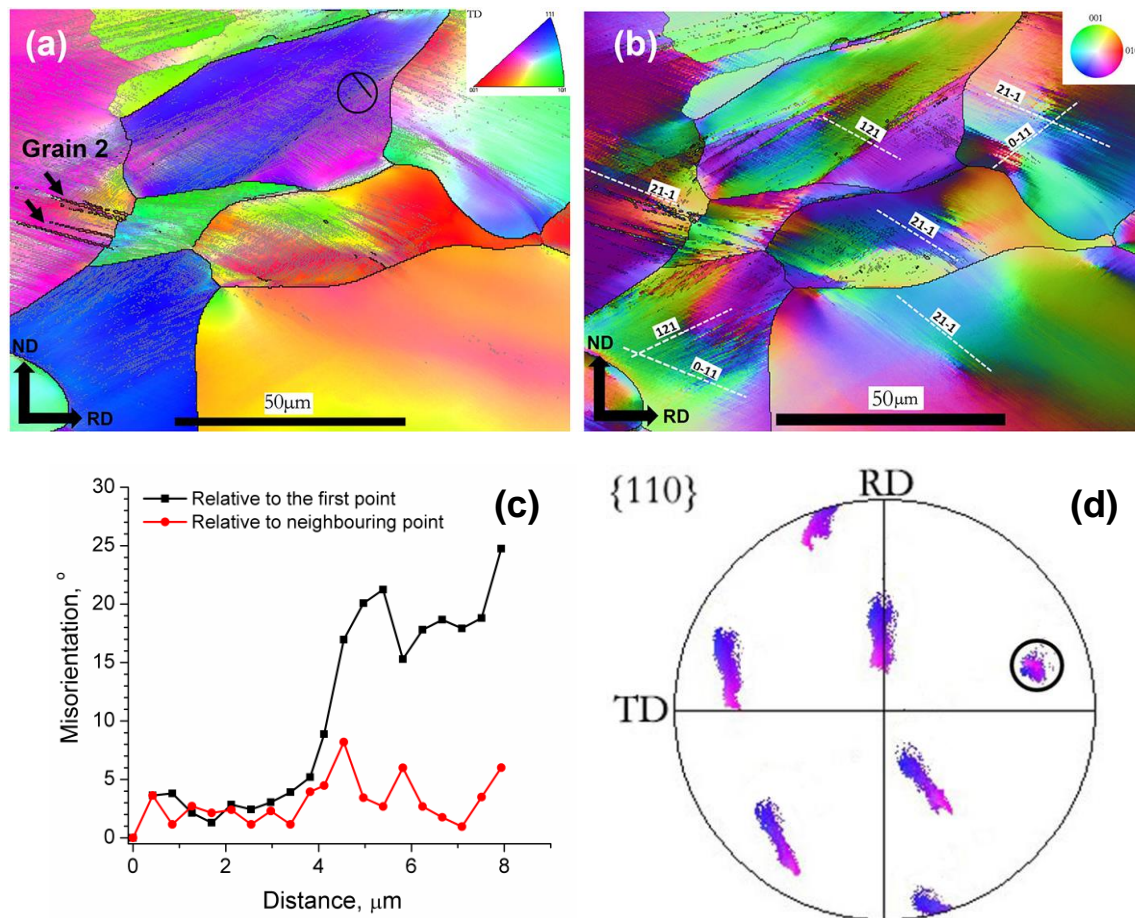 (a)
TD
111
001
101
Grain 2
ND
RD
50μm
(b)
001
010
21-1
0-11
121
21-1
21-1
21-1
121
0-11
ND
RD
50μm
(c)
30
25
20
15
10
5
0
Misorientation, °
Relative to the first point
Relative to neighbouring point
0
2
4
6
8
Distance, μm
{110}
RD
(d)
TD